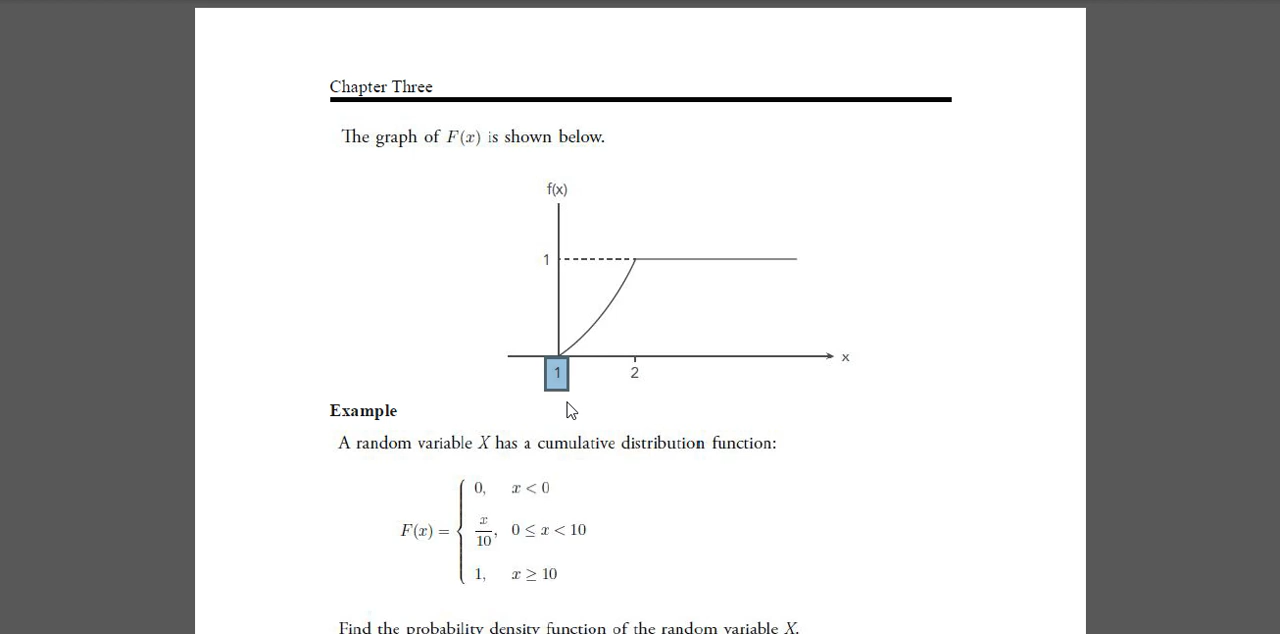 Chapter Three
The graph of F(x) is shown below.
f(x)
1
x
1
2
Example
A random variable X has a cumulative distribution function:
0, x < 0
F(x) = x/10, 0 ≤ x < 10
1, x ≥ 10
Find the probability density function of the random variable X.